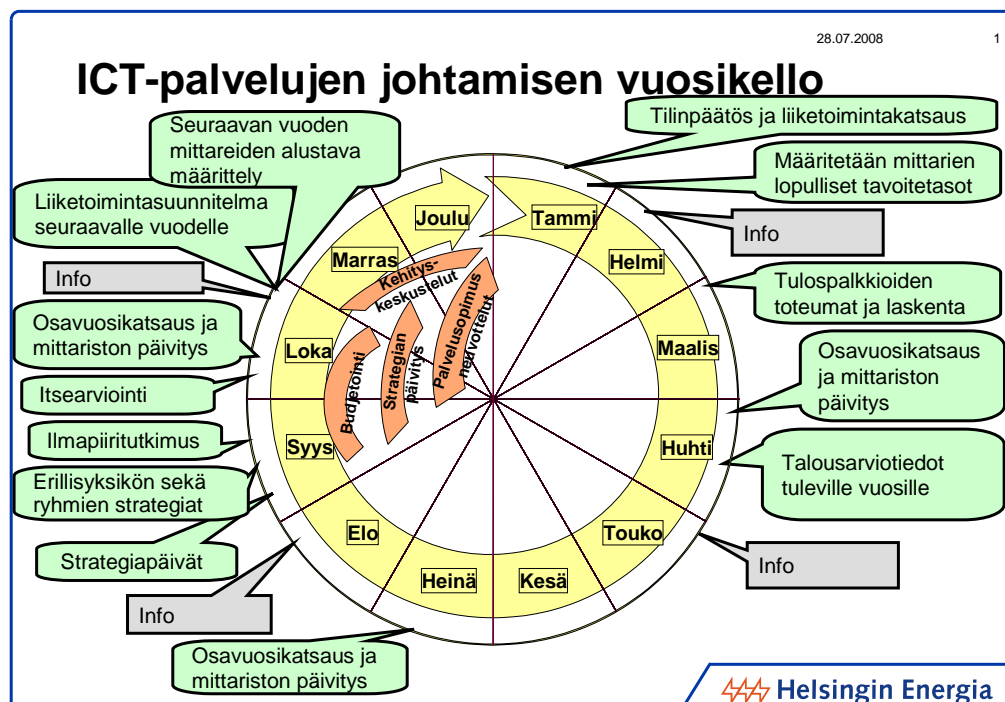 28.07.2008
1
ICT-palvelujen johtamisen vuosikello
Seuraavan vuoden
mittareiden alustava
määrittely
Tilinpäätös ja liiketoimintakatsaus
Määritetään mittarien
lopulliset tavoitetasot
Liiketoimintasuunnitelma
seuraavalle vuodelle
Info
Info
Joulu
Tammi
Marras
Helmi
Loka
Maalis
Syys
Huhti
Elo
Touko
Heinä
Kesä
Kehitys-
keskustelut
Palvelusopimus
neuvottelut
Strategian
päivitys
Budjetointi
Tulospalkkioiden
toteumat ja laskenta
Osavuosikatsaus ja
mittariston päivitys
Osavuosikatsaus
ja mittariston
päivitys
Itsearviointi
Ilmapiiritutkimus
Talousarviotiedot
tuleville vuosille
Erillisyksikön sekä
ryhmien strategiat
Strategiapäivät
Info
Info
Osavuosikatsaus ja
mittariston päivitys
Helsingin Energia